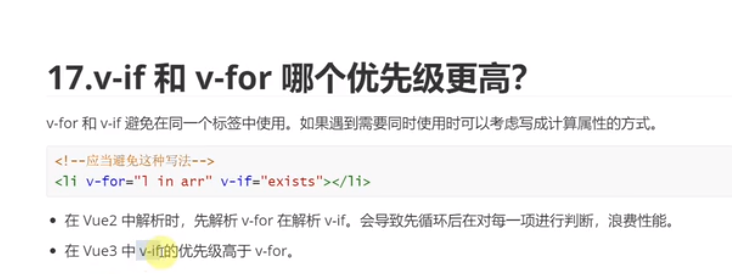 17.v-if 和 v-for 哪个优先级更高?
v-for 和 v-if 避免在同一个标签中使用。如果遇到需要同时使用时可以考虑写成计算属性的方式。
<!--应当避免这种写法-->
<li v-for="l in arr" v-if="exists"></li>
• 在 Vue2 中解析时，先解析 v-for 在解析 v-if。会导致先循环后在对每一项进行判断，浪费性能。
• 在 Vue3 中 v-if的优先级高于 v-for。